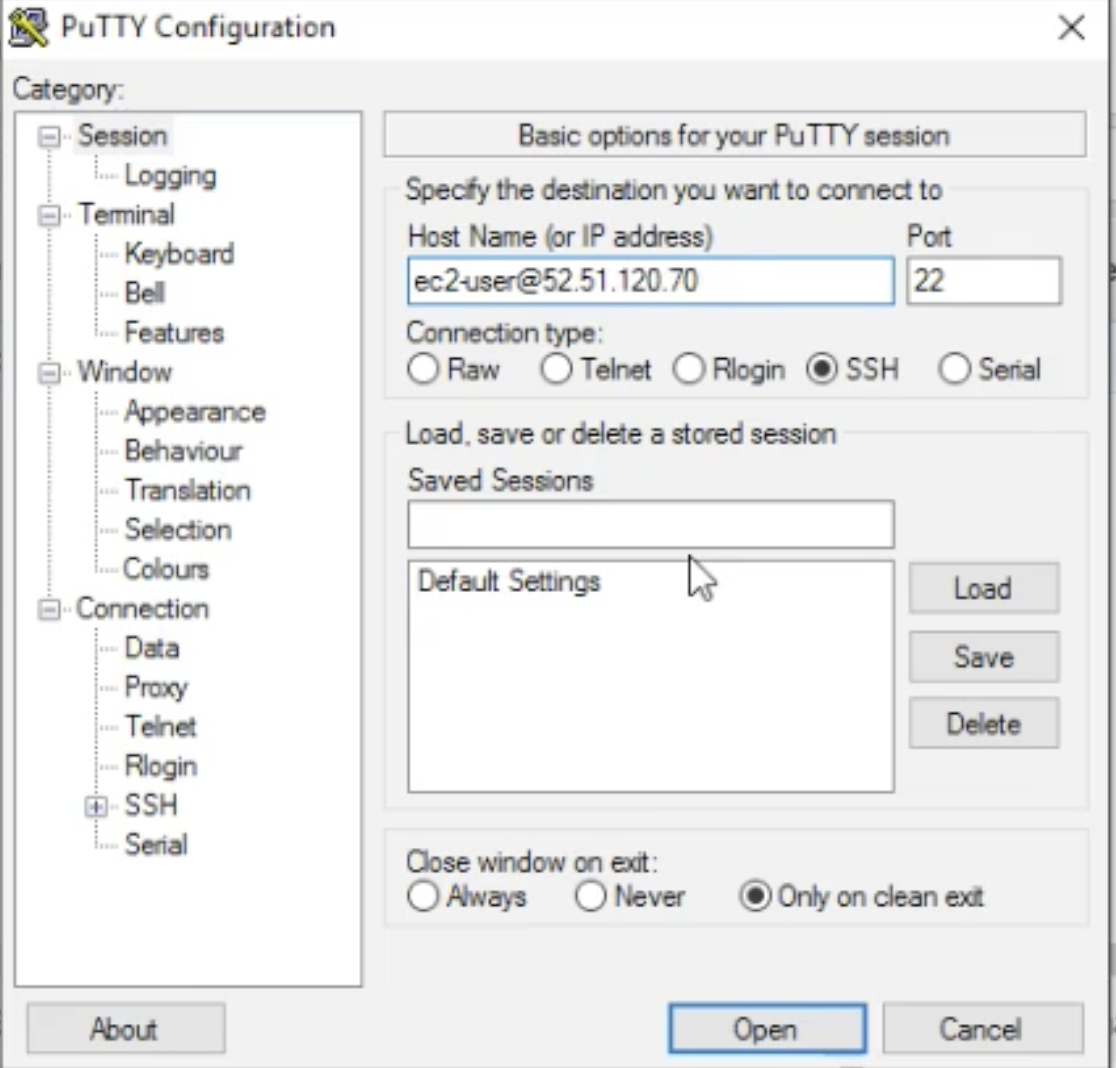 PuTTY Configuration
Category:
Session
Logging
Terminal
Keyboard
Bell
Features
Window
Appearance
Behaviour
Translation
Selection
Colours
Connection
Data
Proxy
Telnet
Rlogin
SSH
Serial
Basic options for your PuTTY session
Specify the destination you want to connect to
Host Name (or IP address) Port
ec2-user@52.51.120.70 22
Connection type:
Raw Telnet Rlogin SSH Serial
Load, save or delete a stored session
Saved Sessions
Default Settings
Load
Save
Delete
Close window on exit:
Always Never Only on clean exit
About Open Cancel